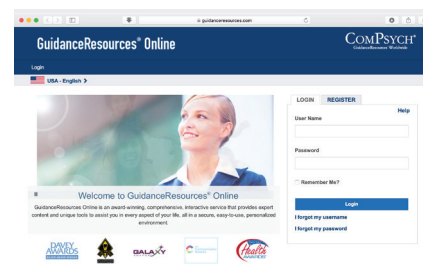 guidanceresources.com
GuidanceResources® Online
COMPSYCH®
GuidanceResources Worldwide
Login
USA - English >
LOGIN REGISTER
Help
User Name
Password
Remember Me?
Login
I forgot my username
I forgot my password
Welcome to GuidanceResources® Online
GuidanceResources Online is an award-winning, comprehensive, interactive service that provides expert
content and unique tools to assist you in every aspect of your life, all in a secure, easy-to-use, personalized
environment.
DAVEY
AWARDS
GALAXY
Health
AWARDS